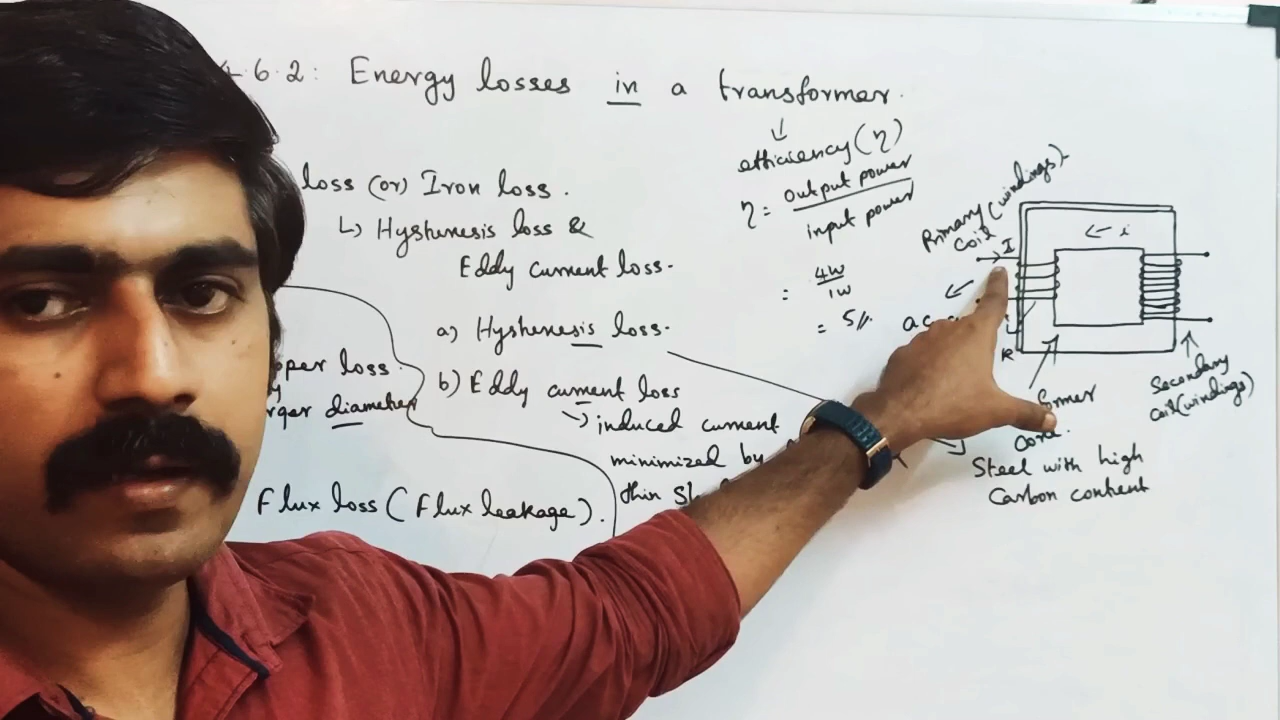 4.6.2: Energy losses in a transformer.
loss (or) Iron loss.
↳ Hysteresis loss &
Eddy current loss.
a) Hysteresis loss.
b) Eddy current loss
↘ induced current
minimized by
thin
loss.
diameter
Flux loss (Flux leakage).
↓
efficiency (η)
η = output power
input power
= 4W
1W
= 5//.
Primary (windings)
coil
I
← i
ac
R
Core.
Steel with high
Carbon content
Secondary
coil (windings)